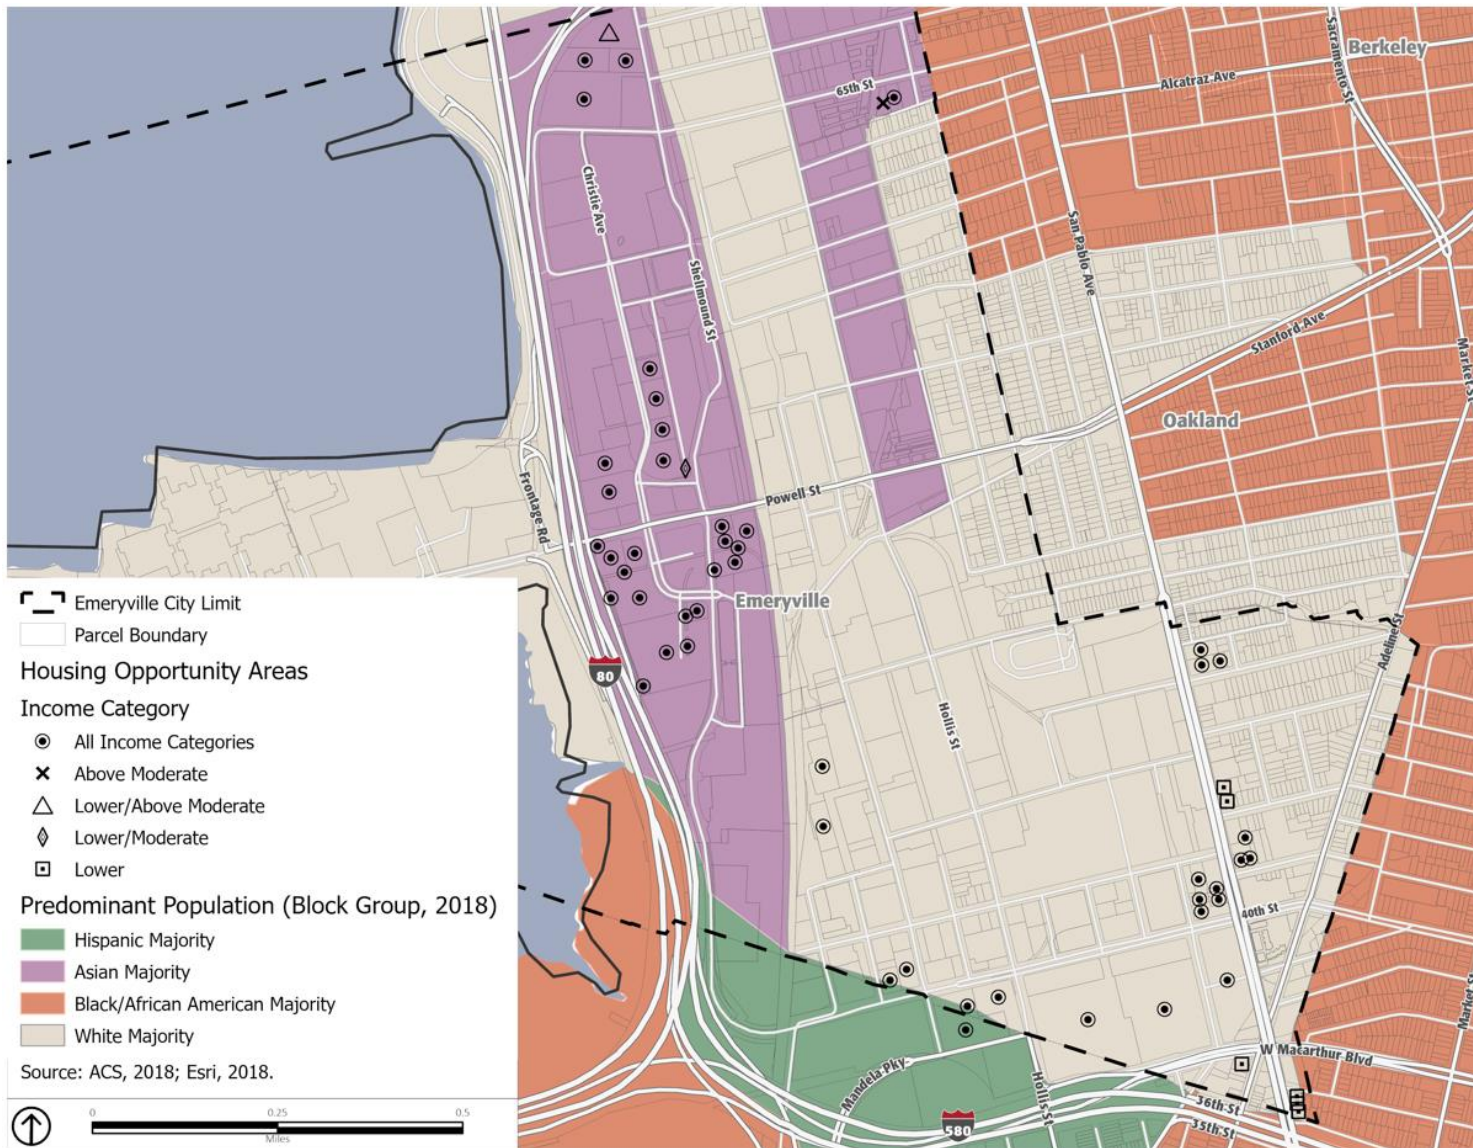 Berkeley
Sacramento St
Alcatraz Ave
65th St
Christie Ave
San Pablo Ave
Shellmound St
Stanford Ave
Market St
Oakland
Frontage Rd
Powell St
Emeryville
Adeline St
80
Hollis St
40th St
Market St
W Macarthur Blvd
Mandela Pky
Hollis St
36th St
35th St
580
Emeryville City Limit
Parcel Boundary
Housing Opportunity Areas
Income Category
All Income Categories
Above Moderate
Lower/Above Moderate
Lower/Moderate
Lower
Predominant Population (Block Group, 2018)
Hispanic Majority
Asian Majority
Black/African American Majority
White Majority
Source: ACS, 2018; Esri, 2018.
0 0.25 0.5
Miles